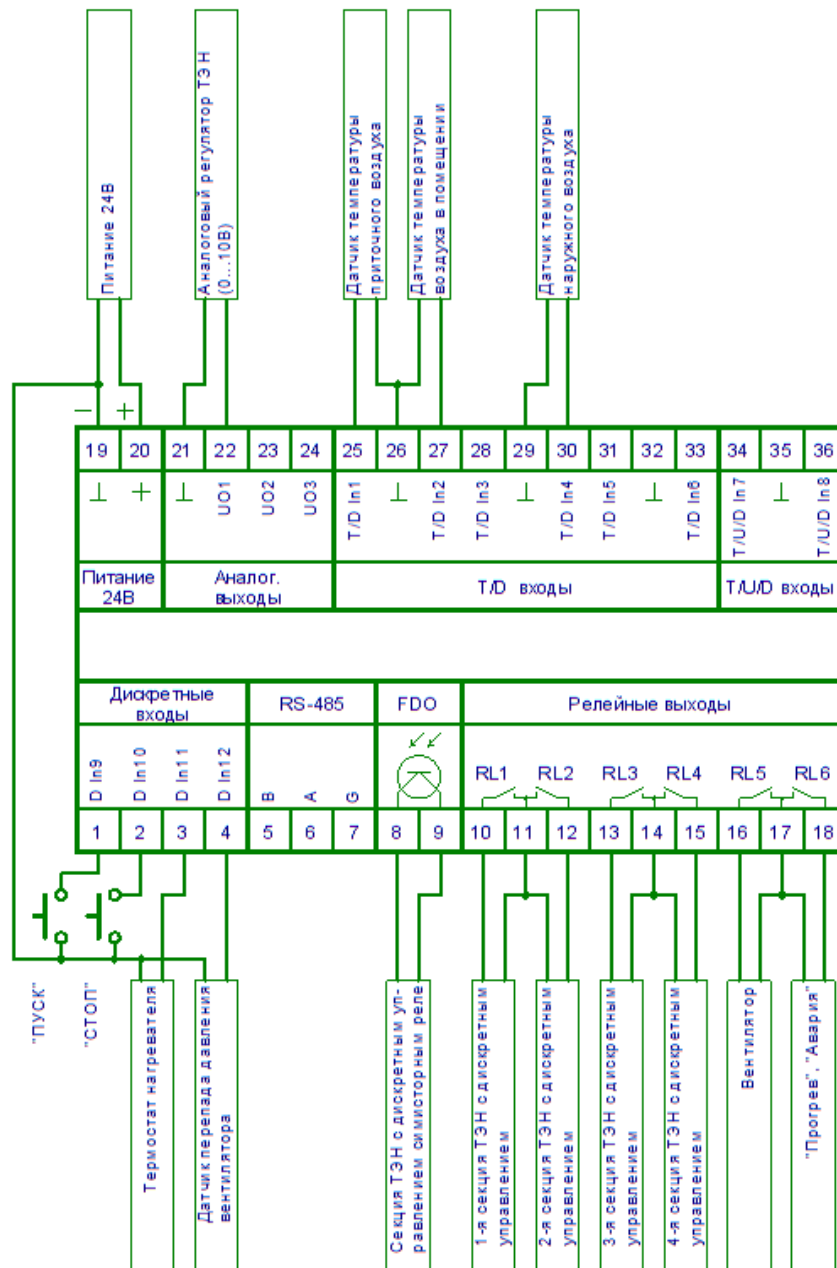 Питание 24В
Аналоговый регулятор ТЭН
(0...10В)
Датчик температуры
приточного воздуха
Датчик температуры
воздуха в помещении
Датчик температуры
наружного воздуха
− +
19 20 21 22 23 24 25 26 27 28 29 30 31 32 33 34 35 36
⊥ + ⊥ UO1 UO2 UO3 T/D In1 ⊥ T/D In2 T/D In3 ⊥ T/D In4 T/D In5 ⊥ T/D In6 T/U/D In7 ⊥ T/U/D In8
Питание
24В
Аналог.
выходы
T/D входы
T/U/D входы
Дискретные
входы
RS-485
FDO
Релейные выходы
D In9 D In10 D In11 D In12 B A G
RL1 RL2 RL3 RL4 RL5 RL6
1 2 3 4 5 6 7 8 9 10 11 12 13 14 15 16 17 18
"ПУСК"
"СТОП"
Термостат нагревателя
Датчик перепада давления
вентилятора
Секция ТЭН с дискретным уп-
равлением симисторным реле
1-я секция ТЭН с дискретным
управлением
2-я секция ТЭН с дискретным
управлением
3-я секция ТЭН с дискретным
управлением
4-я секция ТЭН с дискретным
управлением
Вентилятор
"Прогрев", "Авария"